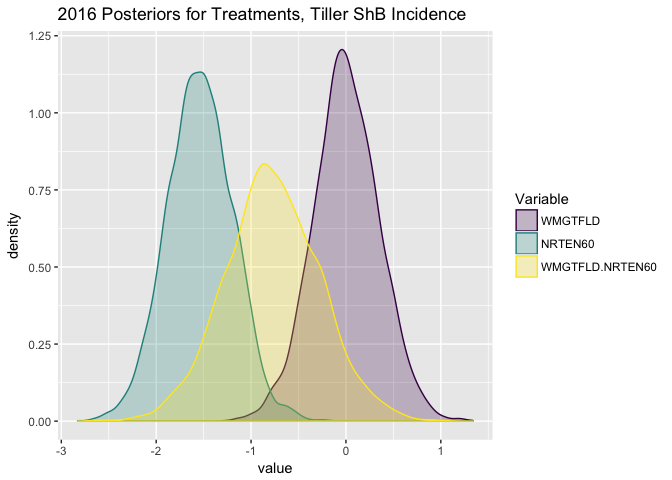 2016 Posteriors for Treatments, Tiller ShB Incidence
1.25
1.00
0.75
0.50
0.25
0.00
density
-3 -2 -1 0 1
value
Variable
WMGTFLD
NRTEN60
WMGTFLD.NRTEN60